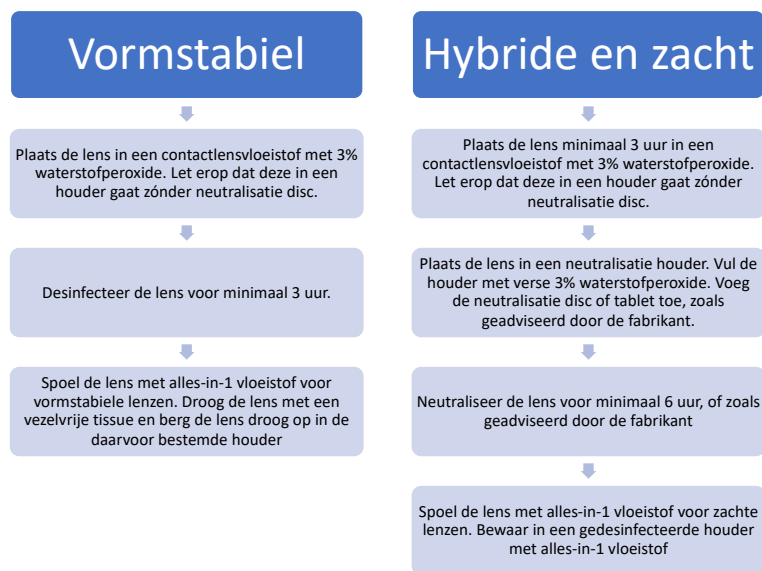 Vormstabiel
Plaats de lens in een contactlensvloeistof met 3%
waterstofperoxide. Let erop dat deze in een
houder gaat zónder neutralisatie disc.
Desinfecteer de lens voor minimaal 3 uur.
Spoel de lens met alles-in-1 vloeistof voor
vormstabiele lenzen. Droog de lens met een
vezelvrije tissue en berg de lens droog op in de
daarvoor bestemde houder
Hybride en zacht
Plaats de lens minimaal 3 uur in een
contactlensvloeistof met 3% waterstofperoxide.
Let erop dat deze in een houder gaat zónder
neutralisatie disc.
Plaats de lens in een neutralisatie houder. Vul de
houder met verse 3% waterstofperoxide. Voeg
de neutralisatie disc of tablet toe, zoals
geadviseerd door de fabrikant.
Neutraliseer de lens voor minimaal 6 uur, of zoals
geadviseerd door de fabrikant
Spoel de lens met alles-in-1 vloeistof voor zachte
lenzen. Bewaar in een gedesinfecteerde houder
met alles-in-1 vloeistof